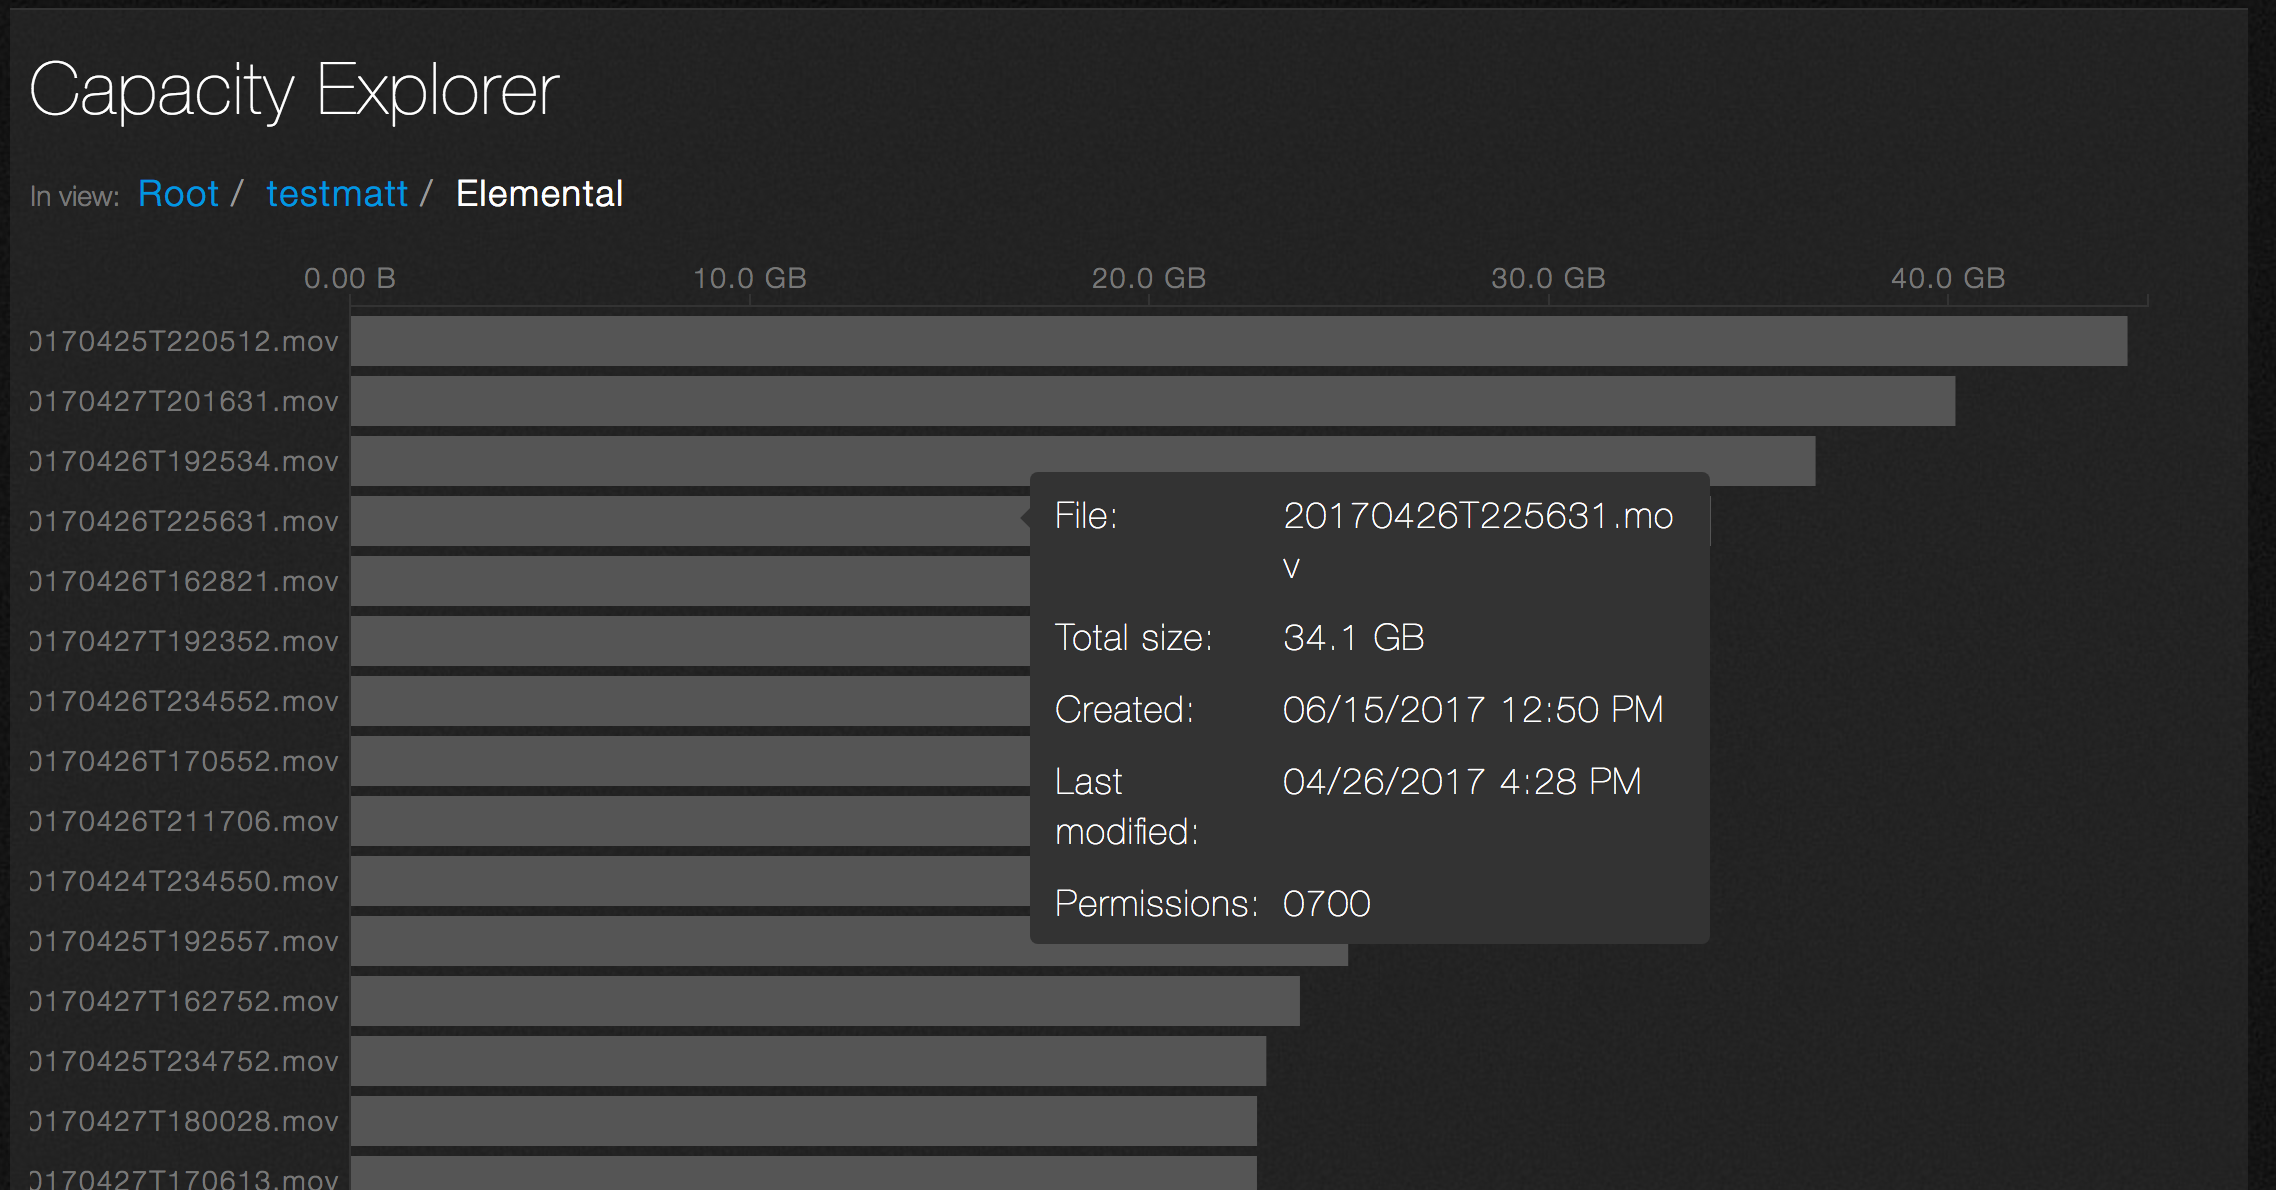 Capacity Explorer
In view: Root / testmatt / Elemental
0.00 B 10.0 GB 20.0 GB 30.0 GB 40.0 GB
0170425T220512.mov
0170427T201631.mov
0170426T192534.mov
0170426T225631.mov
0170426T162821.mov
0170427T192352.mov
0170426T234552.mov
0170426T170552.mov
0170426T211706.mov
0170424T234550.mov
0170425T192557.mov
0170427T162752.mov
0170425T234752.mov
0170427T180028.mov
0170427T170613.mov
File: 20170426T225631.mo
v
Total size: 34.1 GB
Created: 06/15/2017 12:50 PM
Last 04/26/2017 4:28 PM
modified:
Permissions: 0700